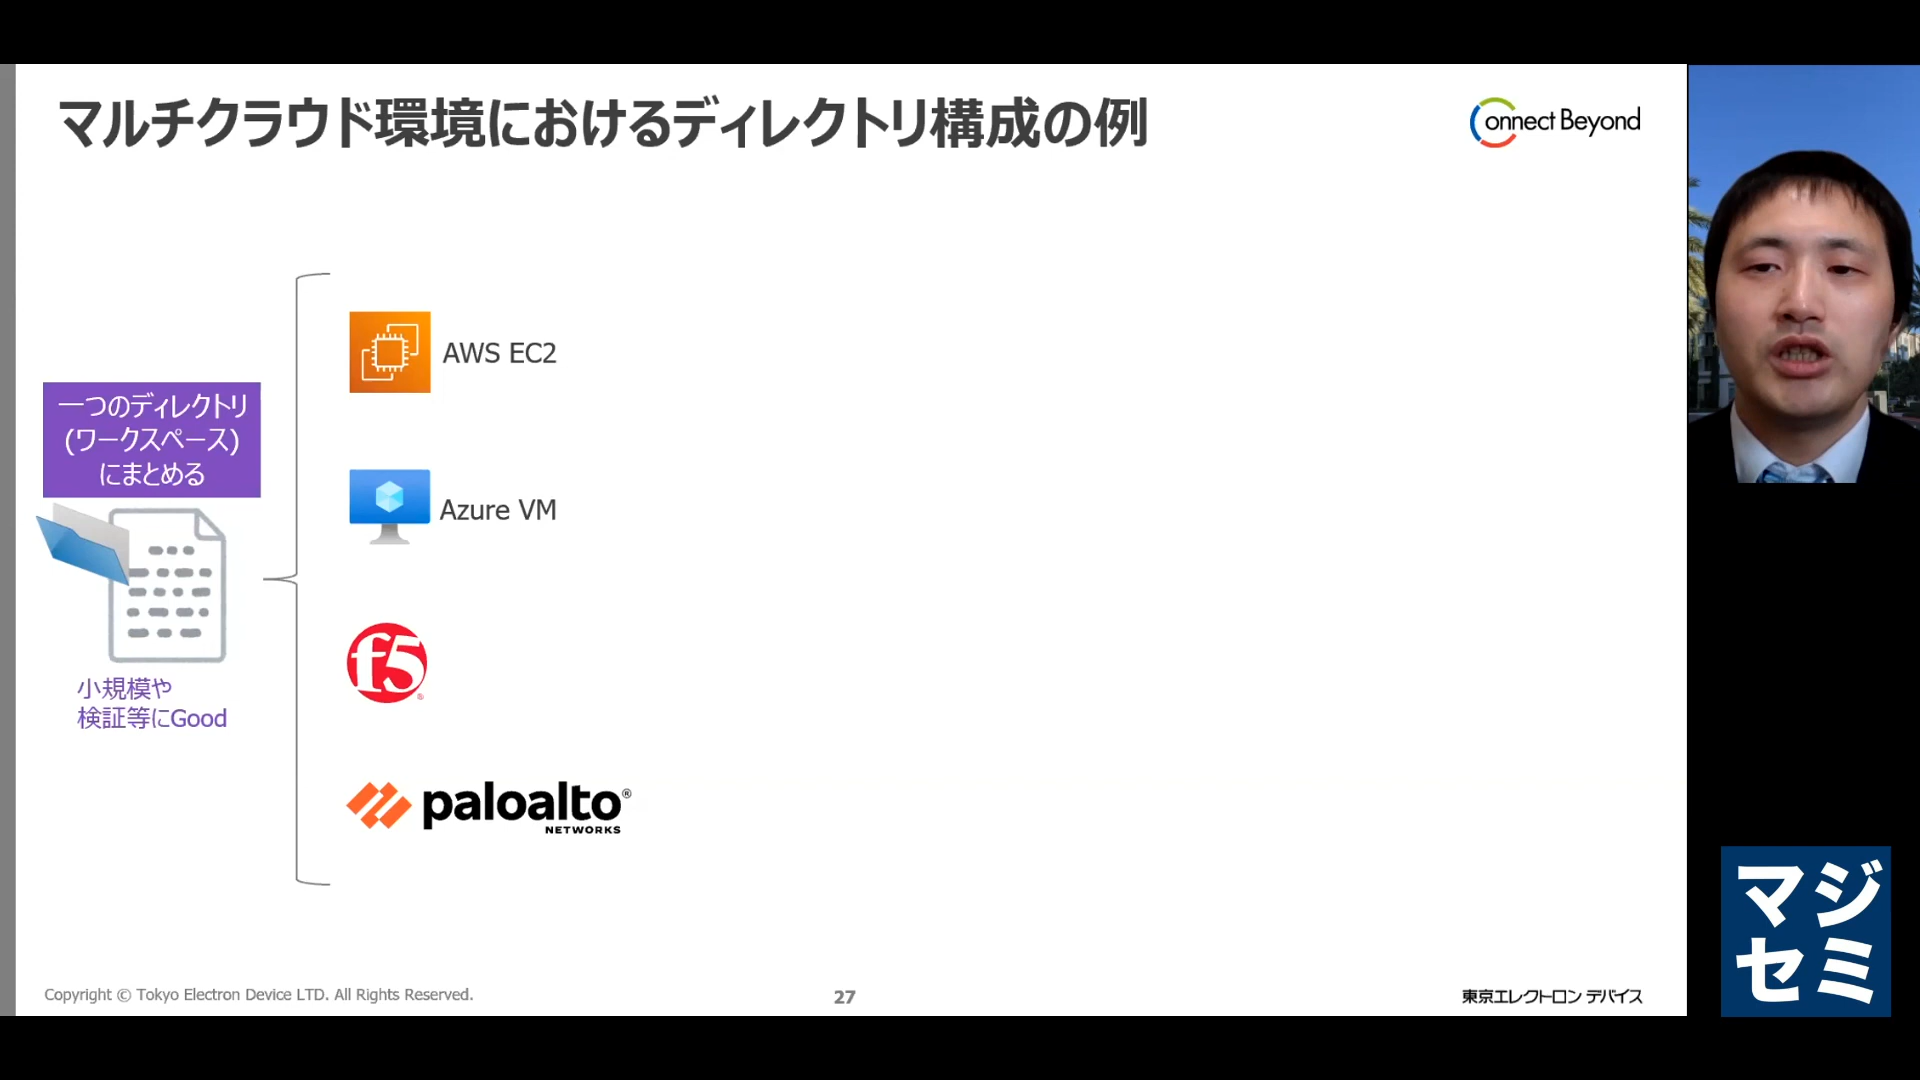 マルチクラウド環境におけるディレクトリ構成の例
Connect Beyond
一つのディレクトリ
(ワークスペース)
にまとめる
小規模や
検証等にGood
AWS EC2
Azure VM
f5®
paloalto®
NETWORKS
Copyright © Tokyo Electron Device LTD. All Rights Reserved.
27
東京エレクトロン デバイス
マジ
セミ